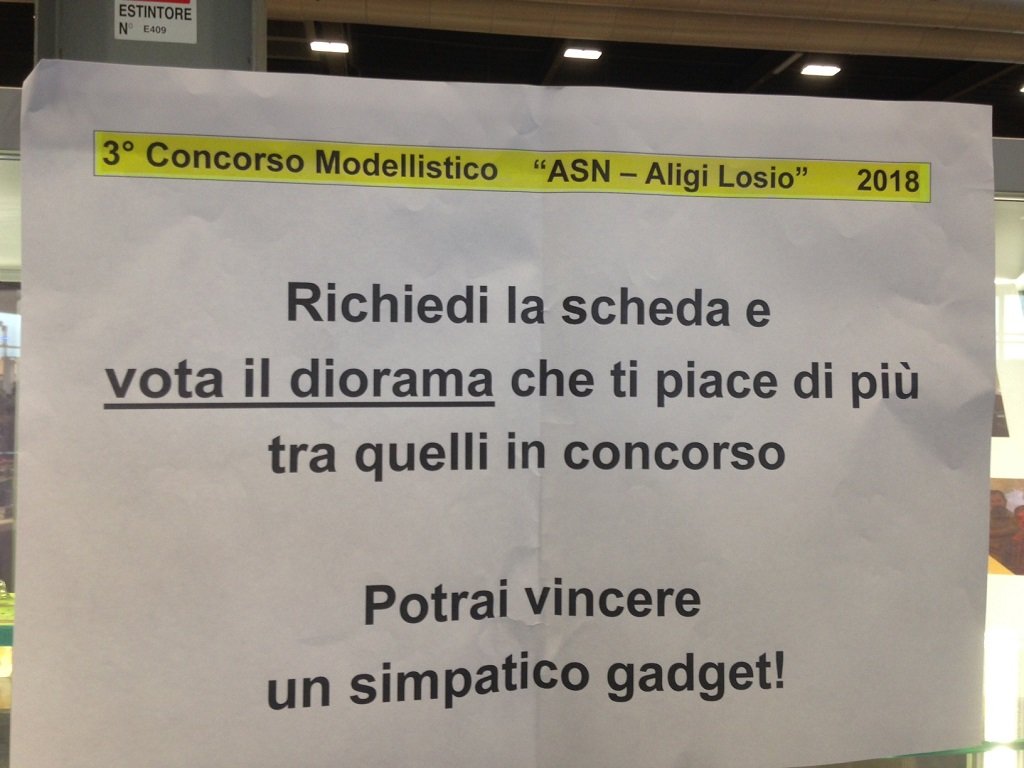 ESTINTORE
N° E409
3° Concorso Modellistico “ASN – Aligi Losio” 2018
Richiedi la scheda e
vota il diorama che ti piace di più
tra quelli in concorso
Potrai vincere
un simpatico gadget!